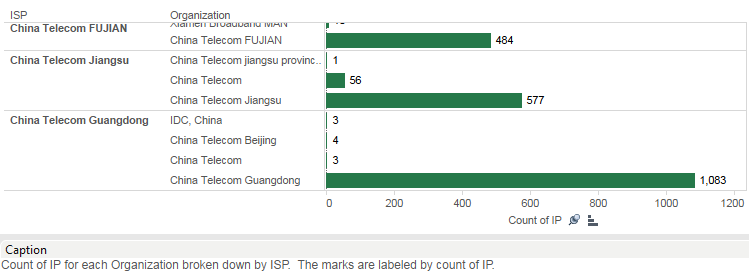 ISP Organization
China Telecom FUJIAN Xiamen Broadband MAN
China Telecom FUJIAN 484
China Telecom Jiangsu China Telecom jiangsu provinc.. 1
China Telecom 56
China Telecom Jiangsu 577
China Telecom Guangdong IDC, China 3
China Telecom Beijing 4
China Telecom 3
China Telecom Guangdong 1,083
0 200 400 600 800 1000 1200
Count of IP
Caption
Count of IP for each Organization broken down by ISP. The marks are labeled by count of IP.